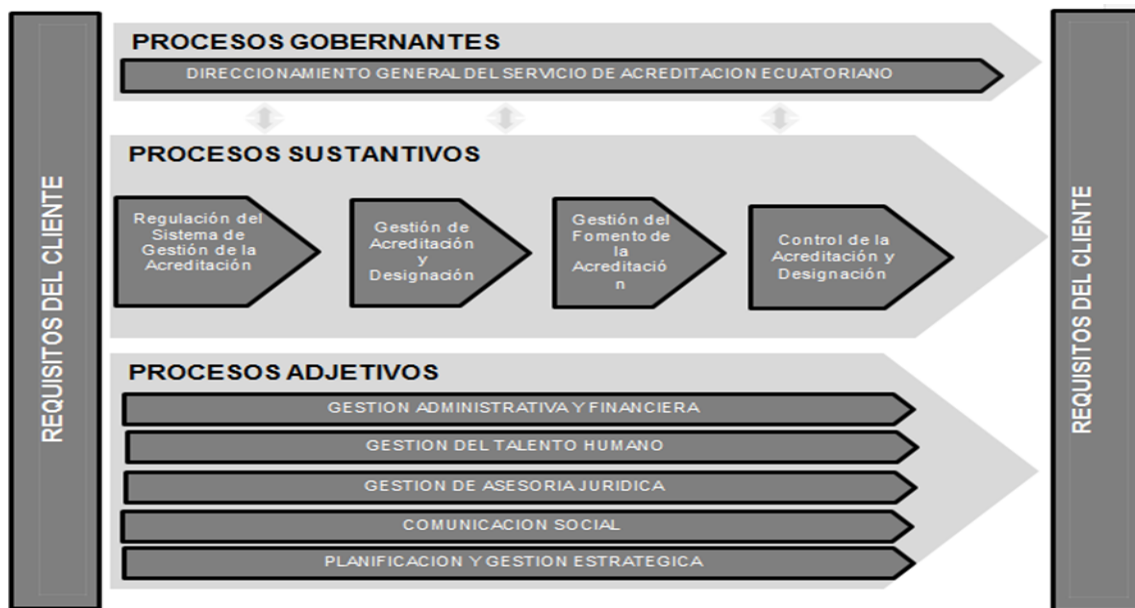 REQUISITOS DEL CLIENTE
PROCESOS GOBERNANTES
DIRECCIONAMIENTO GENERAL DEL SERVICIO DE ACREDITACION ECUATORIANO
PROCESOS SUSTANTIVOS
Regulación del
Sistema de
Gestión de la
Acreditación
Gestión de
Acreditación
y
Designación
Gestión del
Fomento de
la
Acreditació
n
Control de la
Acreditación y
Designación
PROCESOS ADJETIVOS
GESTION ADMINISTRATIVA Y FINANCIERA
GESTION DEL TALENTO HUMANO
GESTION DE ASESORIA JURIDICA
COMUNICACION SOCIAL
PLANIFICACION Y GESTION ESTRATEGICA
REQUISITOS DEL CLIENTE